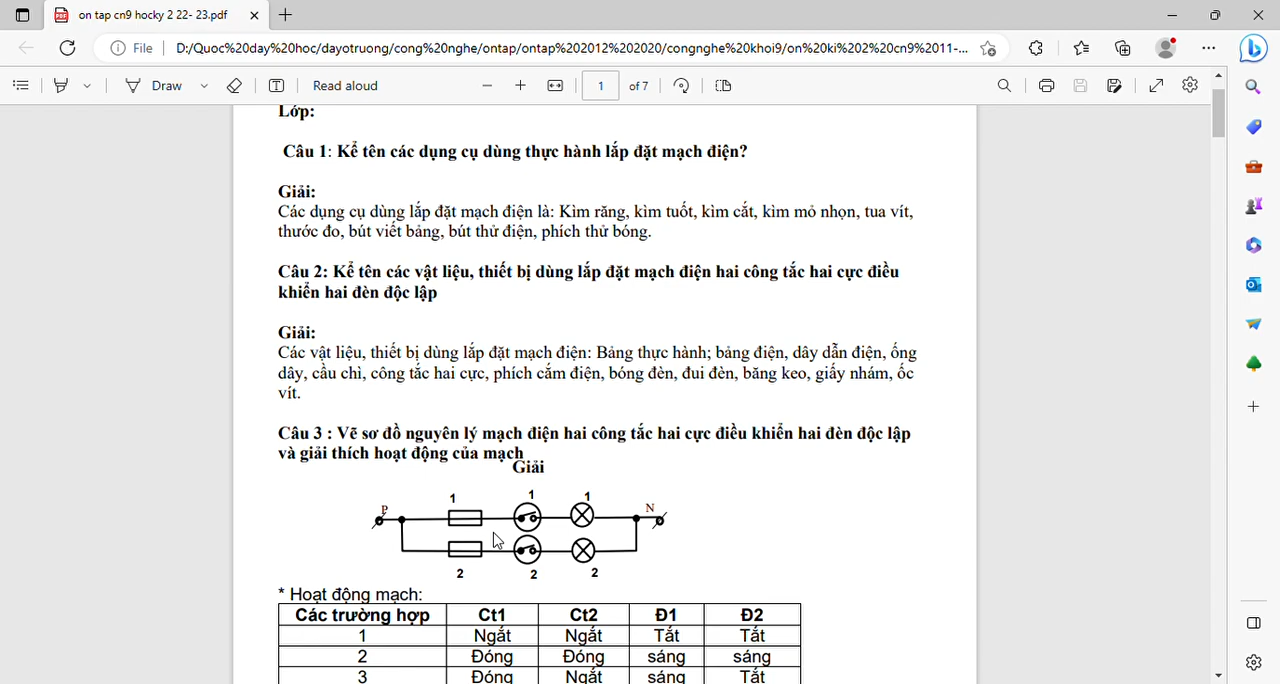 on tap cn9 hocky 2 22- 23.pdf
File
D:/Quoc%20day%20hoc/dayotruong/cong%20nghe/ontap/ontap%202012%202020/congnghe%20khoi9/on%20ki%202%20cn9%2011-...
Draw
Read aloud
1 of 7
Lớp:
Câu 1: Kể tên các dụng cụ dùng thực hành lắp đặt mạch điện?
Giải:
Các dụng cụ dùng lắp đặt mạch điện là: Kìm răng, kìm tuốt, kìm cắt, kìm mỏ nhọn, tua vít,
thước đo, bút viết bảng, bút thử điện, phích thử bóng.
Câu 2: Kể tên các vật liệu, thiết bị dùng lắp đặt mạch điện hai công tắc hai cực điều
khiển hai đèn độc lập
Giải:
Các vật liệu, thiết bị dùng lắp đặt mạch điện: Bảng thực hành; bảng điện, dây dẫn điện, ống
dây, cầu chì, công tắc hai cực, phích cắm điện, bóng đèn, đui đèn, băng keo, giấy nhám, ốc
vít.
Câu 3 : Vẽ sơ đồ nguyên lý mạch điện hai công tắc hai cực điều khiển hai đèn độc lập
và giải thích hoạt động của mạch
Giải
1 1 1
P N
2 2 2
* Hoạt động mạch:
Các trường hợp Ct1 Ct2 Đ1 Đ2
1 Ngắt Ngắt Tắt Tắt
2 Đóng Đóng sáng sáng
3 Đóng Ngắt sáng Tắt